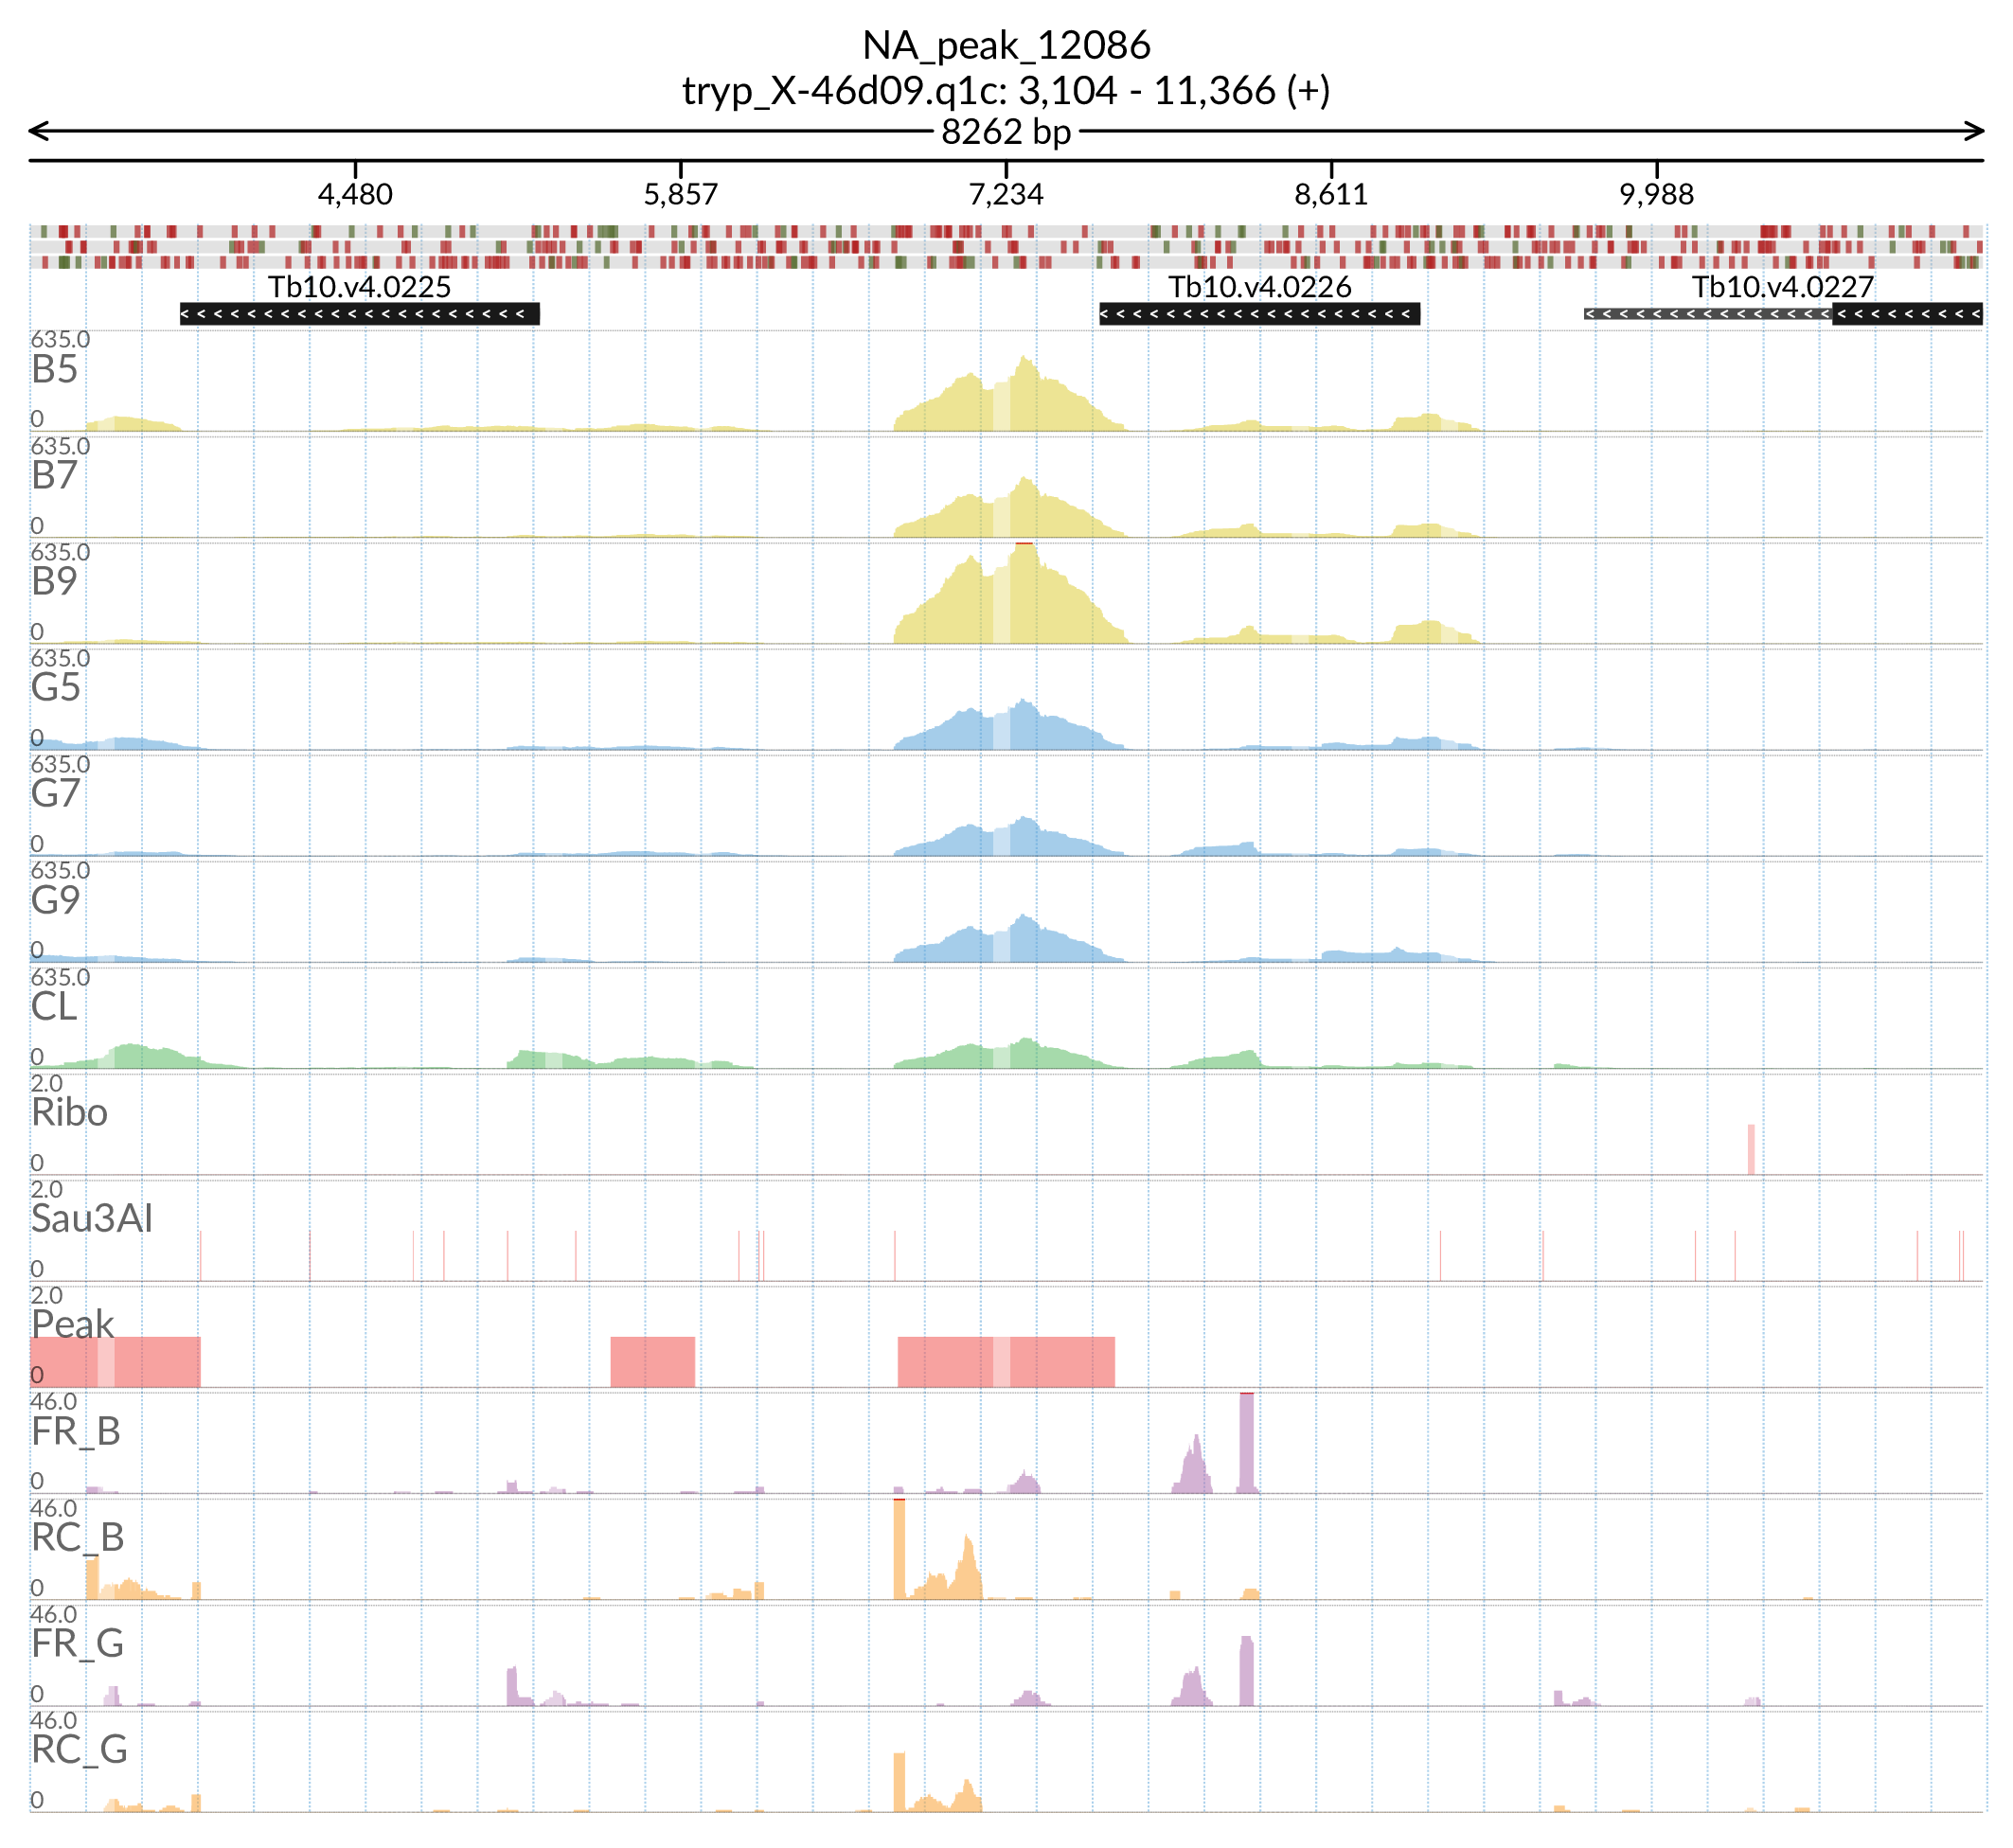 NA_peak_12086
tryp_X-46d09.q1c: 3,104 - 11,366 (+)
8262 bp
4,480 5,857 7,234 8,611 9,988
Tb10.v4.0225 Tb10.v4.0226 Tb10.v4.0227
635.0
B5
0
635.0
B7
0
635.0
B9
0
635.0
G5
0
635.0
G7
0
635.0
G9
0
635.0
CL
0
2.0
Ribo
0
2.0
Sau3AI
0
2.0
Peak
0
46.0
FR_B
0
46.0
RC_B
0
46.0
FR_G
0
46.0
RC_G
0